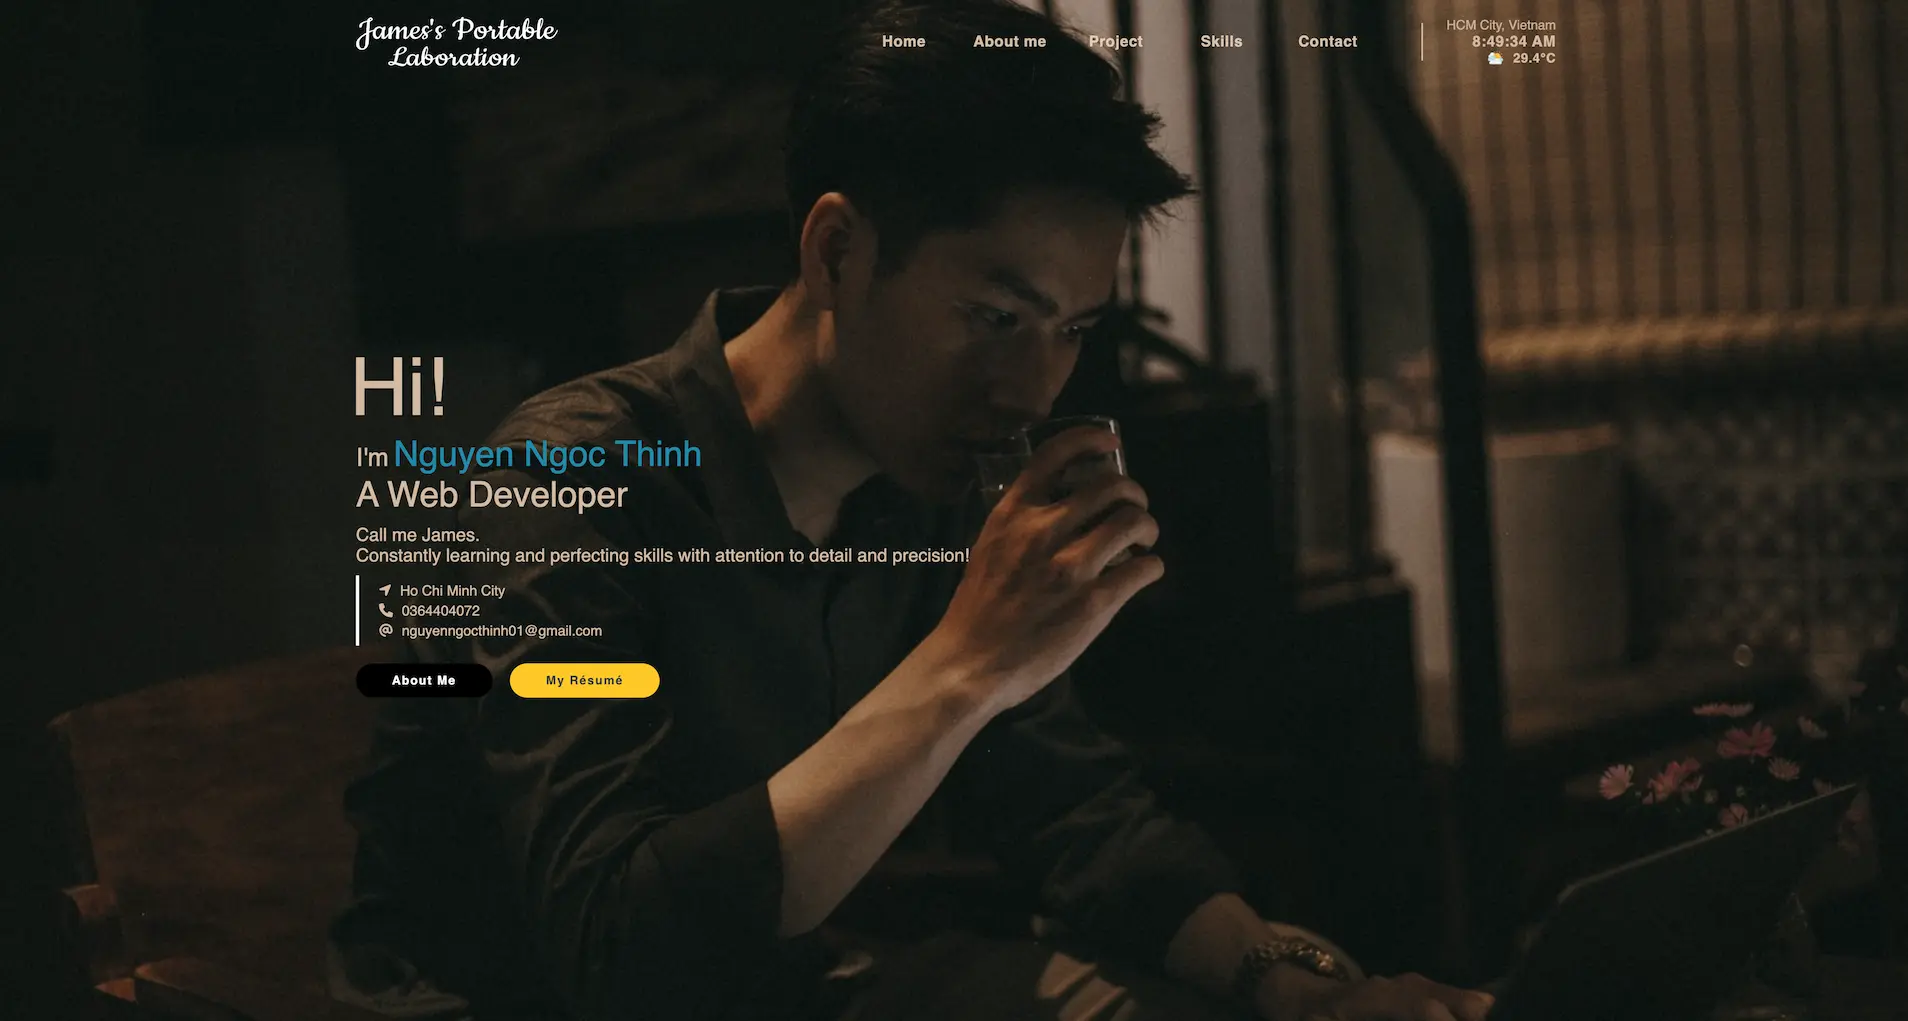 James's Portable
Laboration
Home
About me
Project
Skills
Contact
HCM City, Vietnam
8:49:34 AM
29.4°C
Hi!
I'm Nguyen Ngoc Thinh
A Web Developer
Call me James.
Constantly learning and perfecting skills with attention to detail and precision!
Ho Chi Minh City
0364404072
@ nguyenngocthinh01@gmail.com
About Me
My Résumé